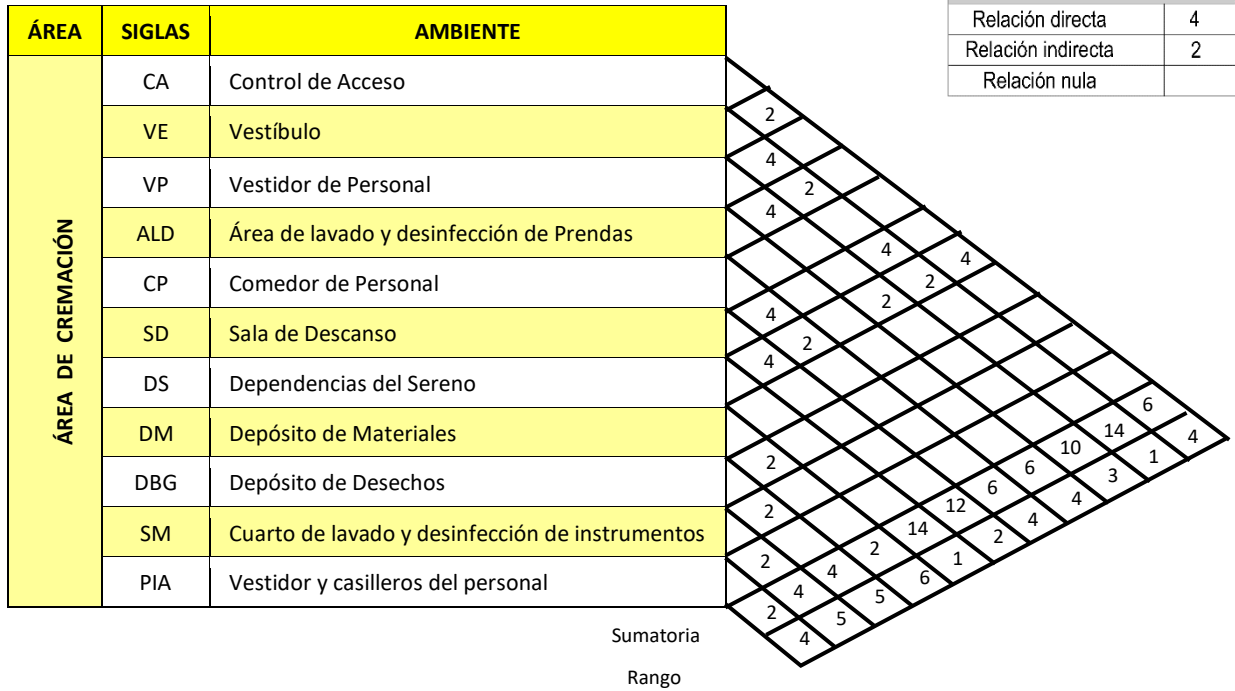 ÁREA SIGLAS AMBIENTE
Relación directa 4
Relación indirecta 2
Relación nula
ÁREA DE CREMACIÓN
CA Control de Acceso
VE Vestíbulo
VP Vestidor de Personal
ALD Área de lavado y desinfección de Prendas
CP Comedor de Personal
SD Sala de Descanso
DS Dependencias del Sereno
DM Depósito de Materiales
DBG Depósito de Desechos
SM Cuarto de lavado y desinfección de instrumentos
PIA Vestidor y casilleros del personal
2
4
2
4
4 4
2
2
4
2
4
6
14 4
10 1
2 6 3
6 4
12 4
2 14 2
2 1
2 4 6
4 5
2 5
4
Sumatoria
Rango